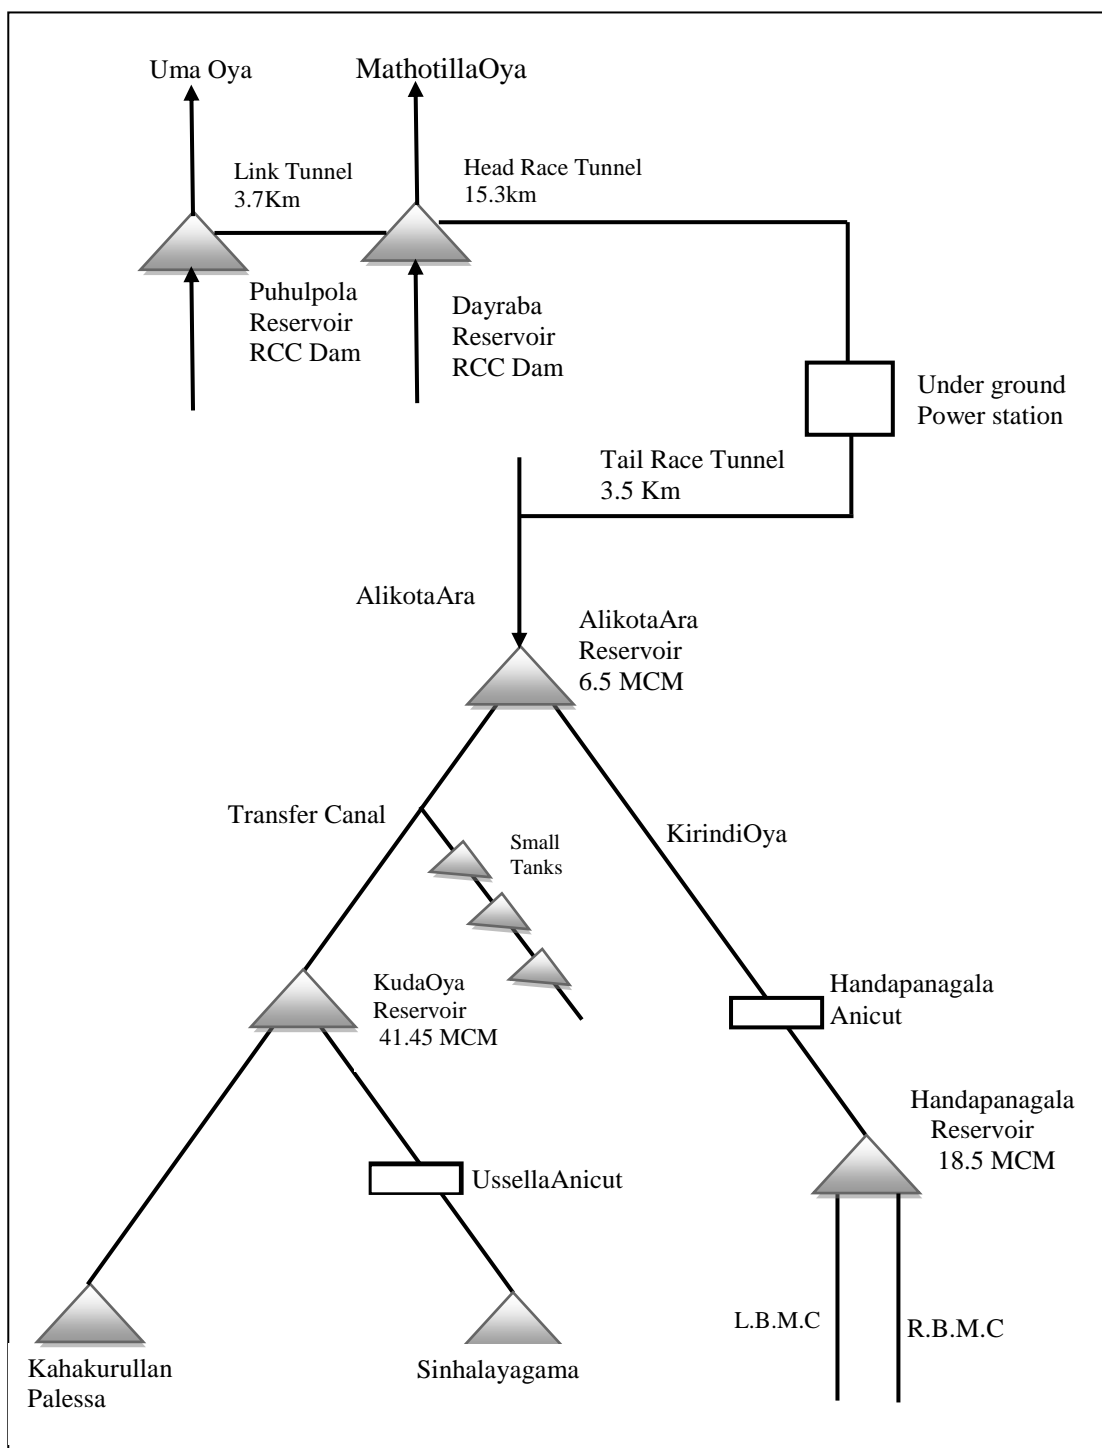 Uma Oya
MathotillaOya
Link Tunnel
3.7Km
Head Race Tunnel
15.3km
Puhulpola
Reservoir
RCC Dam
Dayraba
Reservoir
RCC Dam
Under ground
Power station
Tail Race Tunnel
3.5 Km
AlikotaAra
AlikotaAra
Reservoir
6.5 MCM
Transfer Canal
Small
Tanks
KirindiOya
KudaOya
Reservoir
41.45 MCM
Handapanagala
Anicut
Handapanagala
Reservoir
18.5 MCM
UssellaAnicut
L.B.M.C
R.B.M.C
Kahakurullan
Palessa
Sinhalayagama